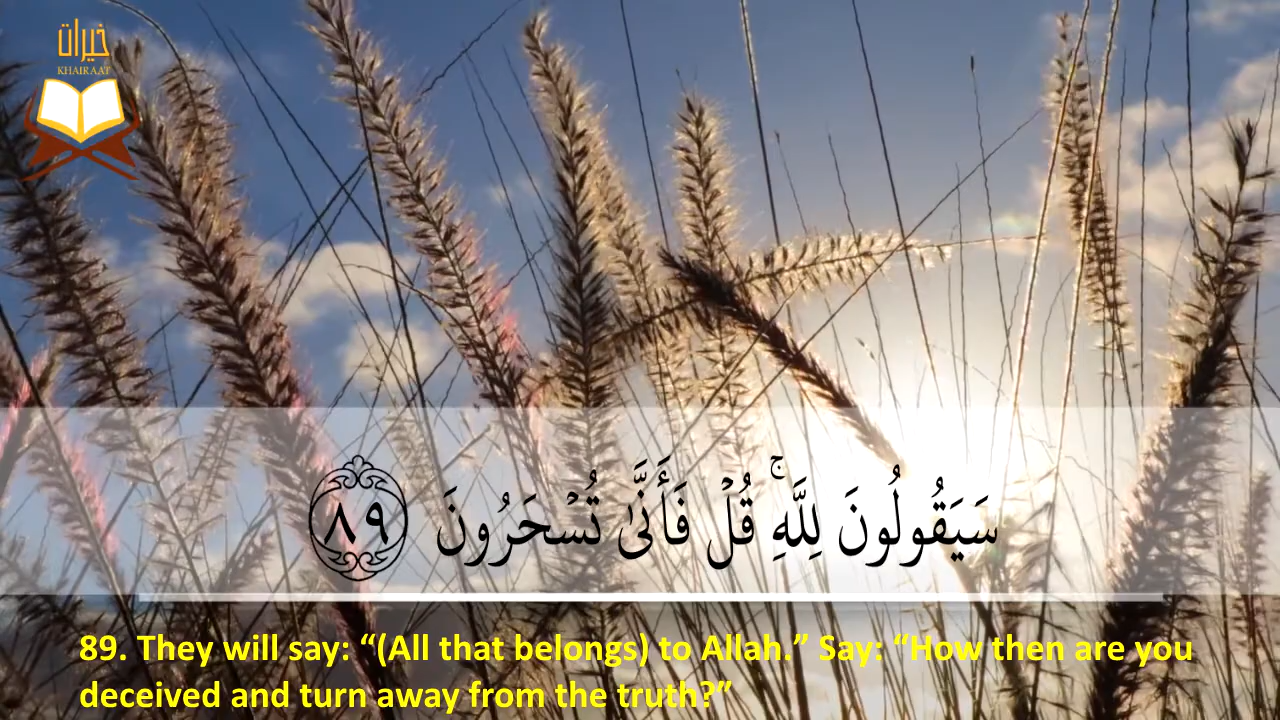 خيرات
KHAIRAAT
سَيَقُولُونَ لِلَّهِۚ قُلۡ فَأَنَّىٰ تُسۡحَرُونَ ٨٩
89. They will say: “(All that belongs) to Allah.” Say: “How then are you
deceived and turn away from the truth?”